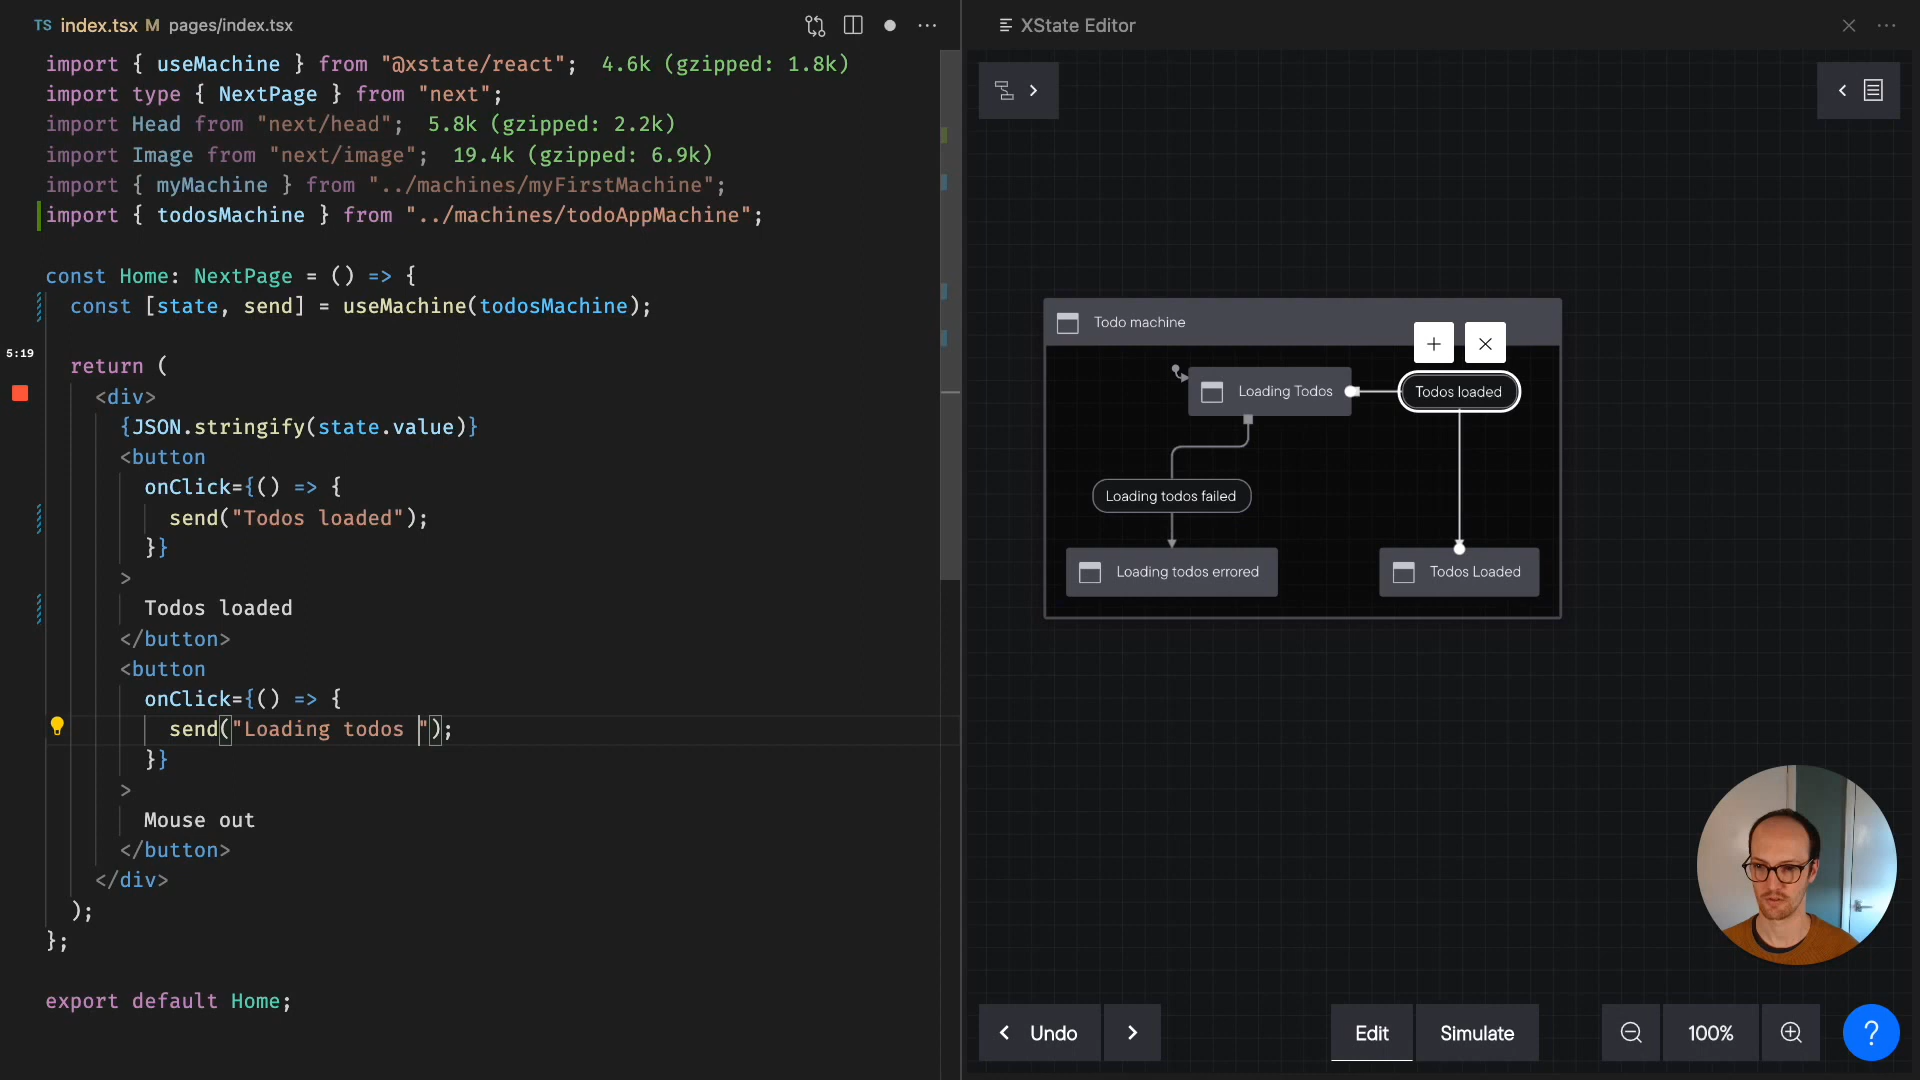 TS index.tsx M pages/index.tsx
import { useMachine } from "@xstate/react"; 4.6k (gzipped: 1.8k)
import type { NextPage } from "next";
import Head from "next/head"; 5.8k (gzipped: 2.2k)
import Image from "next/image"; 19.4k (gzipped: 6.9k)
import { myMachine } from "../machines/myFirstMachine";
import { todosMachine } from "../machines/todoAppMachine";
const Home: NextPage = () => {
const [state, send] = useMachine(todosMachine);
5:19
return (
<div>
{JSON.stringify(state.value)}
<button
onClick={() => {
send("Todos loaded");
}}
>
Todos loaded
</button>
<button
onClick={() => {
send("Loading todos ");
}}
>
Mouse out
</button>
</div>
);
};
export default Home;
XState Editor
Todo machine
Loading Todos
Todos loaded
Loading todos failed
Loading todos errored
Todos Loaded
Undo
Edit
Simulate
100%
?